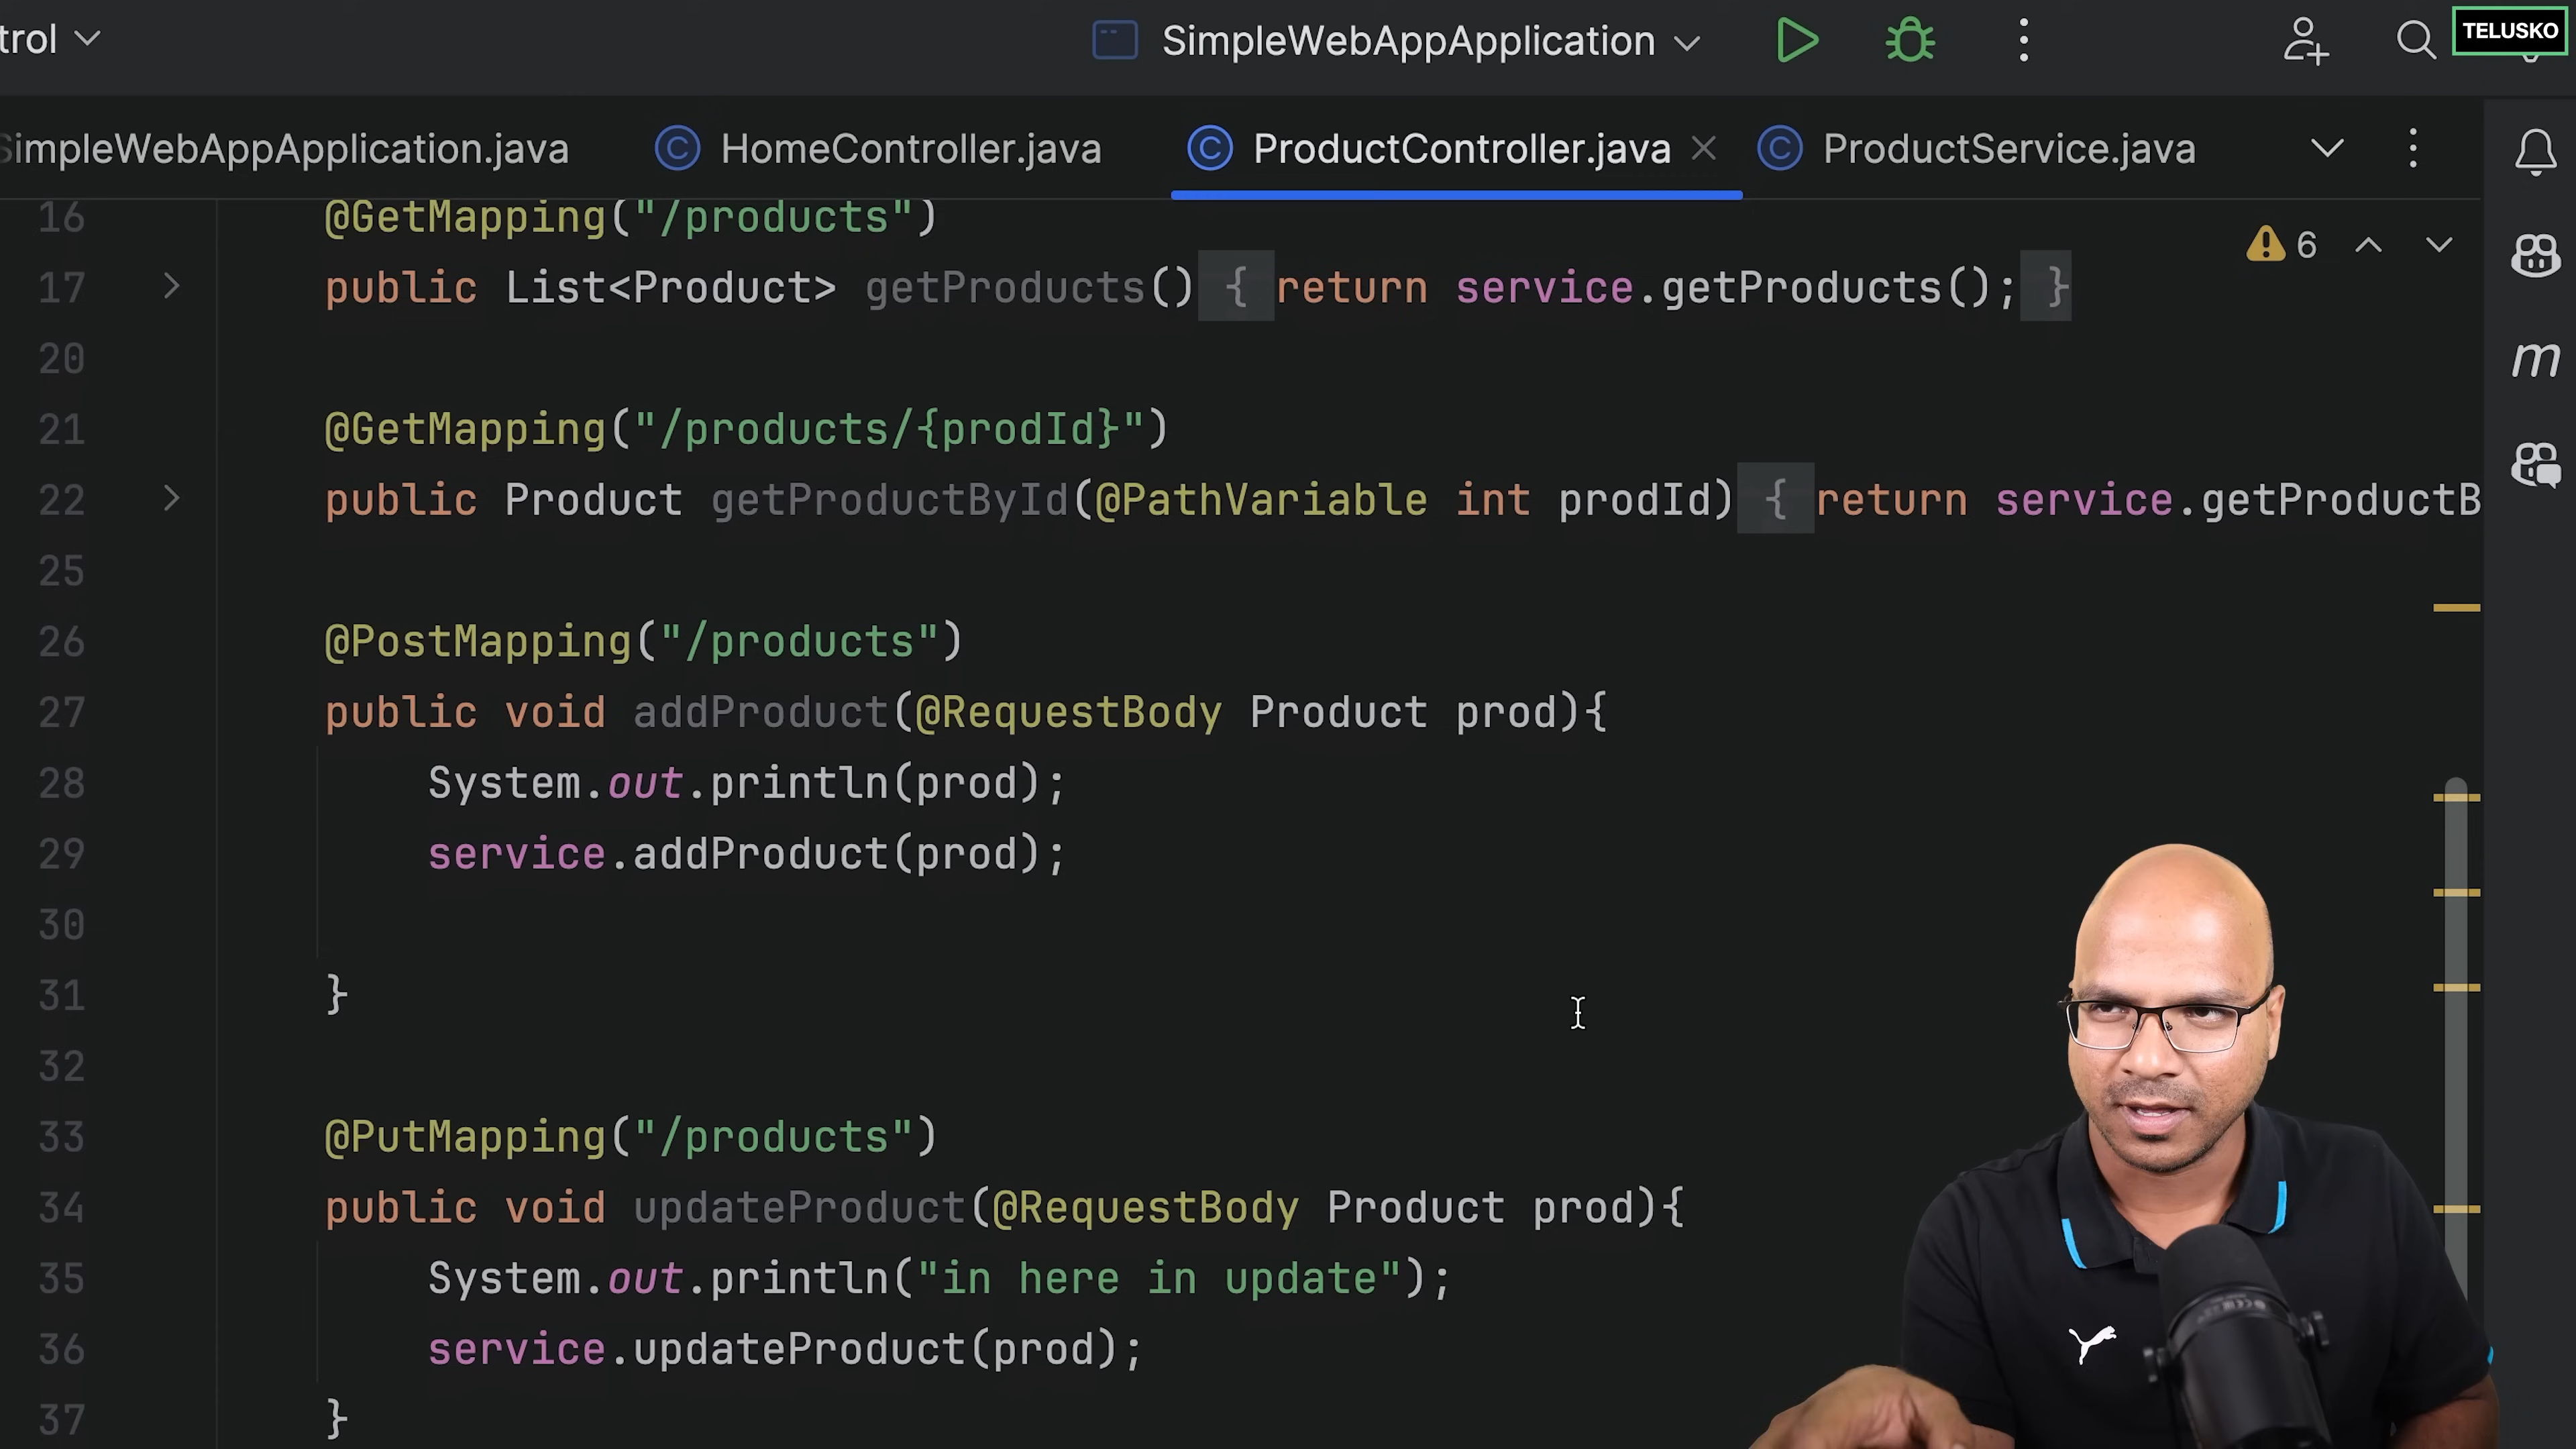 trol
SimpleWebAppApplication
TELUSKO
SimpleWebAppApplication.java
HomeController.java
ProductController.java
ProductService.java
16 @GetMapping("/products")
6
17 public List<Product> getProducts() { return service.getProducts(); }
20
21 @GetMapping("/products/{prodId}")
22 public Product getProductById(@PathVariable int prodId) { return service.getProductB
25
26 @PostMapping("/products")
27 public void addProduct(@RequestBody Product prod){
28 System.out.println(prod);
29 service.addProduct(prod);
30
31 }
32
33 @PutMapping("/products")
34 public void updateProduct(@RequestBody Product prod){
35 System.out.println("in here in update");
36 service.updateProduct(prod);
37 }
m